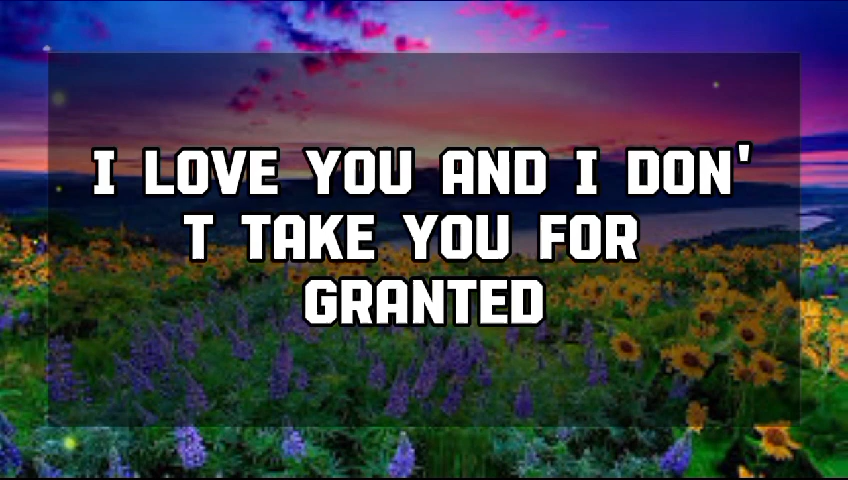 I LOVE YOU AND I DON'
T TAKE YOU FOR
GRANTED